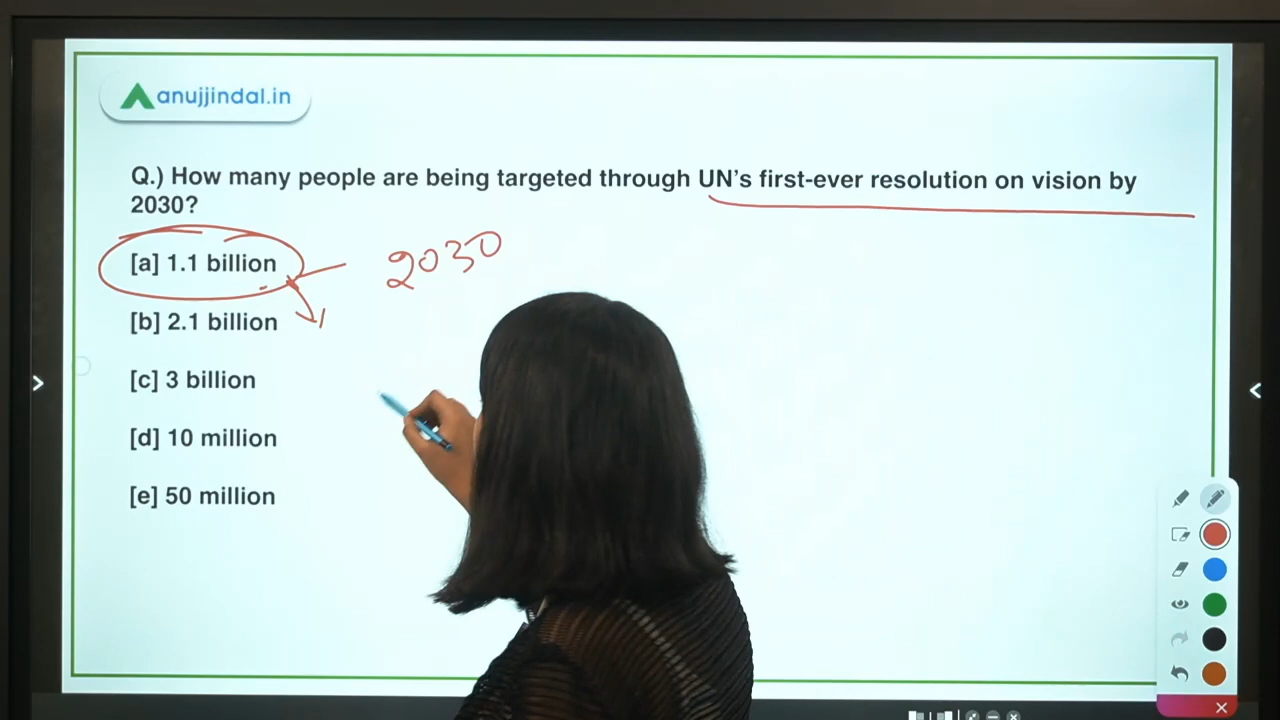 anujjindal.in
Q.) How many people are being targeted through UN's first-ever resolution on vision by
2030?
[a] 1.1 billion
2030
[b] 2.1 billion
[c] 3 billion
[d] 10 million
[e] 50 million